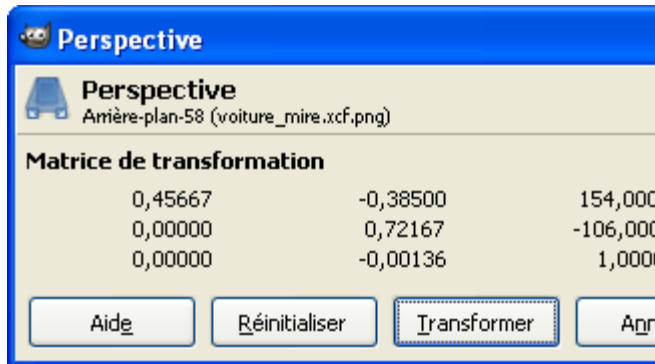 Perspective
Perspective
Arrière-plan-58 (voiture_mire.xcf.png)
Matrice de transformation
0,45667 -0,38500 154,000
0,00000 0,72167 -106,000
0,00000 -0,00136 1,0000
Aide Réinitialiser Transformer Ann